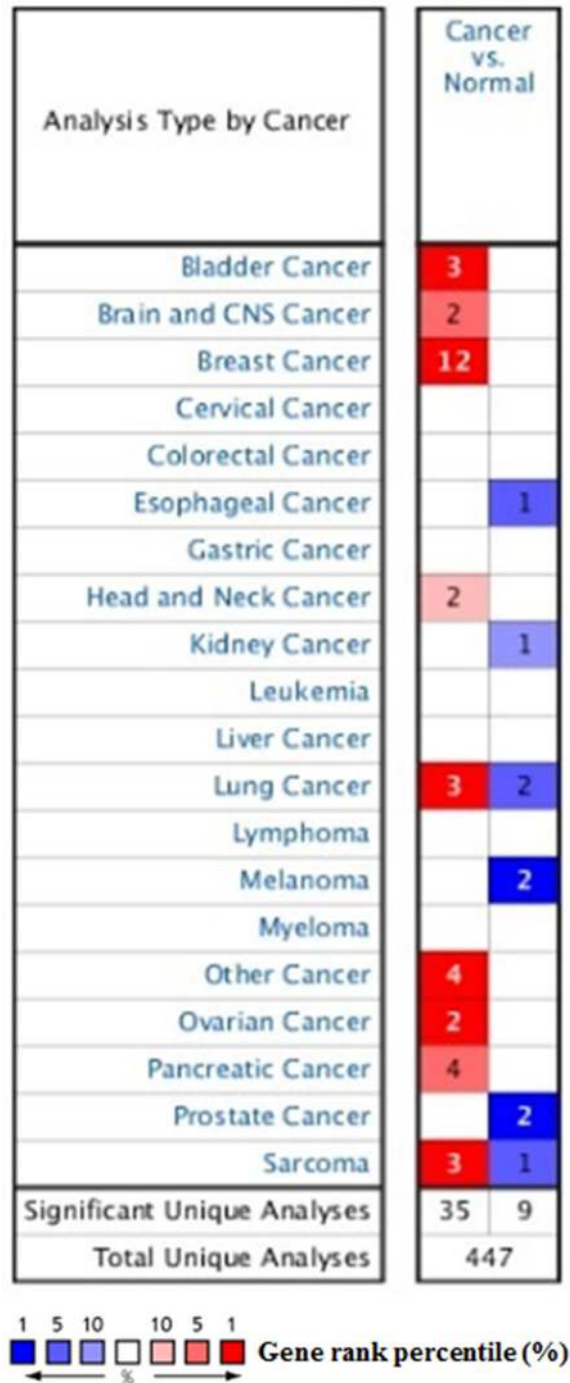 Analysis Type by Cancer
Cancer
vs.
Normal
Bladder Cancer 3
Brain and CNS Cancer 2
Breast Cancer 12
Cervical Cancer
Colorectal Cancer
Esophageal Cancer 1
Gastric Cancer
Head and Neck Cancer 2
Kidney Cancer 1
Leukemia
Liver Cancer
Lung Cancer 3 2
Lymphoma
Melanoma 2
Myeloma
Other Cancer 4
Ovarian Cancer 2
Pancreatic Cancer 4
Prostate Cancer 2
Sarcoma 3 1
Significant Unique Analyses 35 9
Total Unique Analyses 447
1 5 10 10 5 1
Gene rank percentile (%)
%